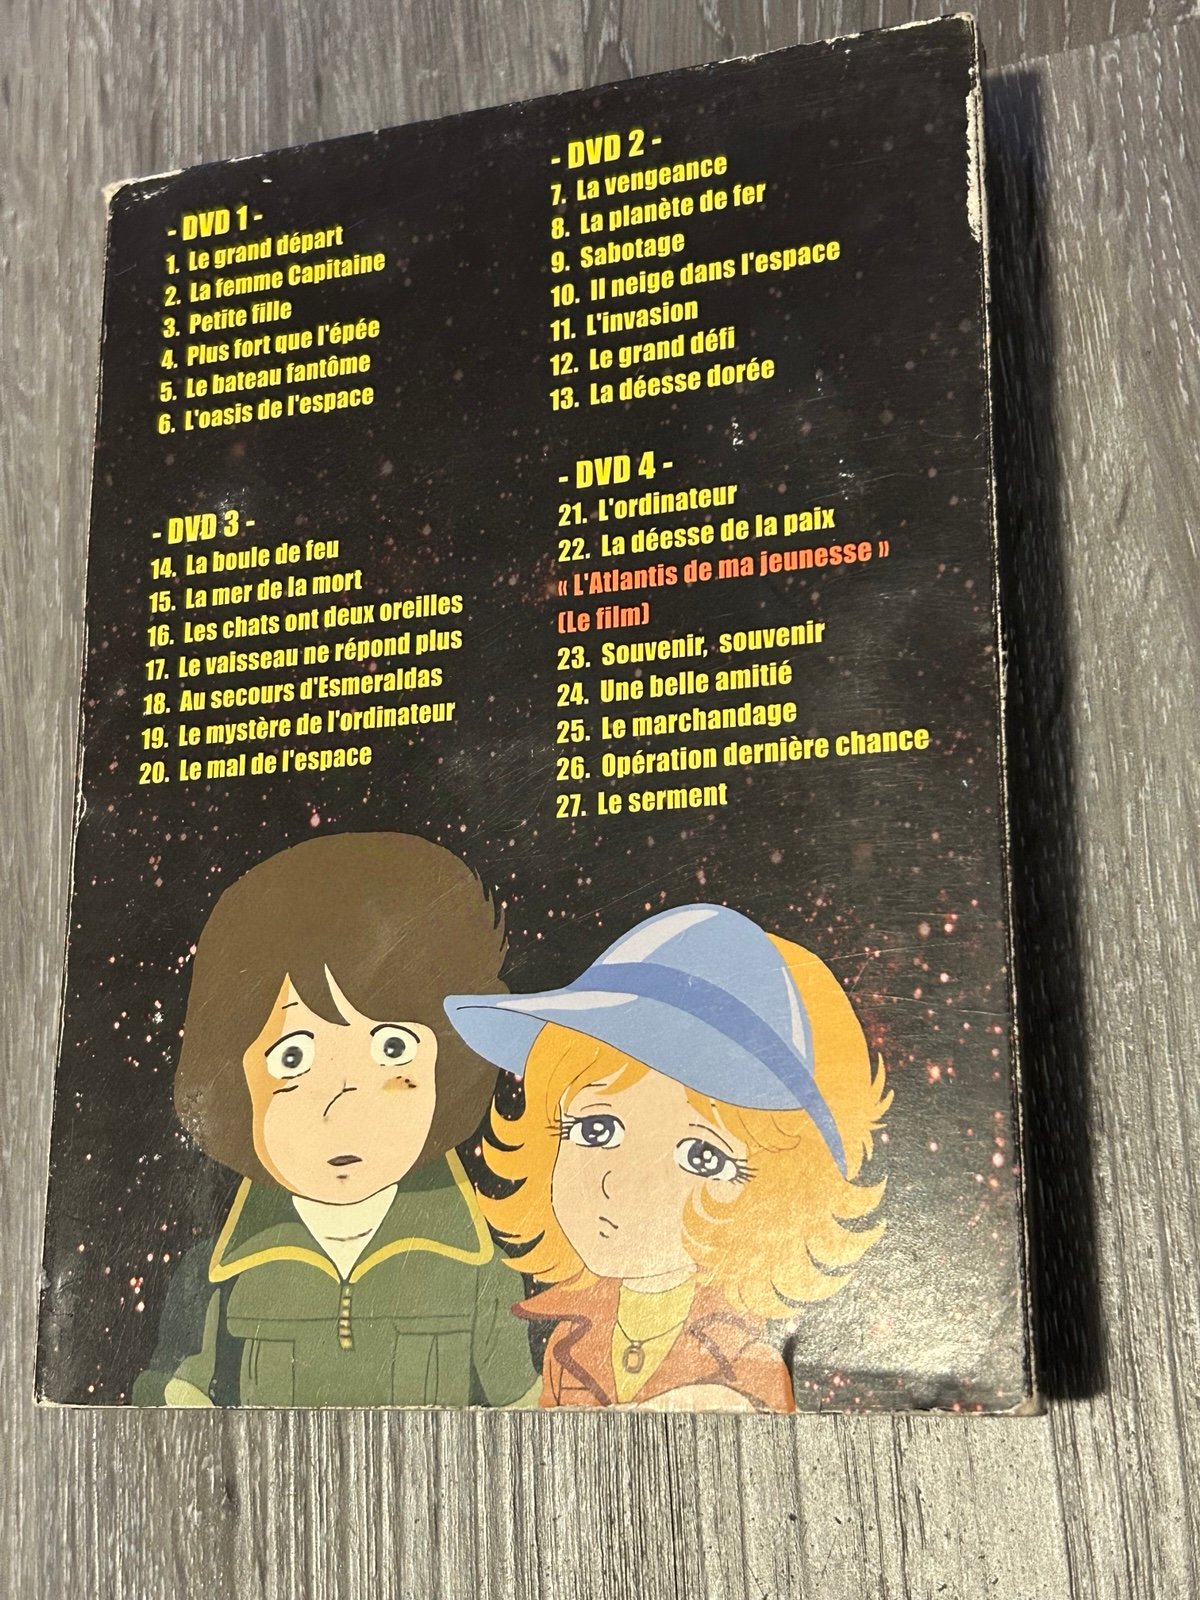 - DVD 1 -
1. Le grand départ
2. La femme Capitaine
3. Petite fille
4. Plus fort que l'épée
5. Le bateau fantôme
6. L'oasis de l'espace
- DVD 2 -
7. La vengeance
8. La planète de fer
9. Sabotage
10. Il neige dans l'espace
11. L'invasion
12. Le grand défi
13. La déesse dorée
- DVD 3 -
14. La boule de feu
15. La mer de la mort
16. Les chats ont deux oreilles
17. Le vaisseau ne répond plus
18. Au secours d'Esmeraldas
19. Le mystère de l'ordinateur
20. Le mal de l'espace
- DVD 4 -
21. L'ordinateur
22. La déesse de la paix
« L'Atlantis de ma jeunesse »
(Le film)
23. Souvenir, souvenir
24. Une belle amitié
25. Le marchandage
26. Opération dernière chance
27. Le serment